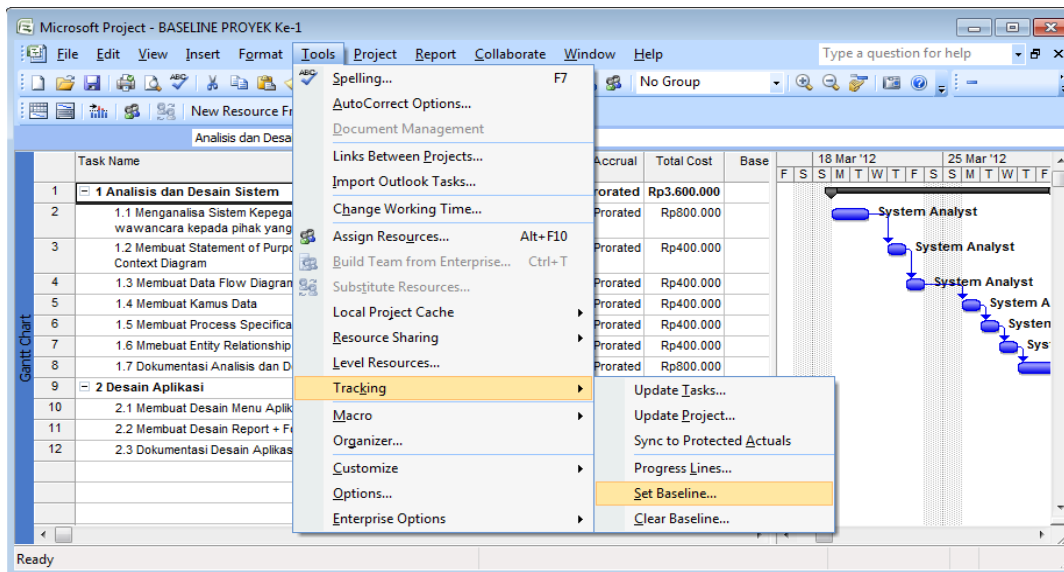 Microsoft Project - BASELINE PROYEK Ke-1
File Edit View Insert Format Tools Project Report Collaborate Window Help Type a question for help
No Group
New Resource Fr
Analisis dan Desa
Spelling... F7
AutoCorrect Options...
Document Management
Links Between Projects...
Import Outlook Tasks...
Change Working Time...
Assign Resources... Alt+F10
Build Team from Enterprise... Ctrl+T
Substitute Resources...
Local Project Cache
Resource Sharing
Level Resources...
Tracking
Macro
Organizer...
Customize
Options...
Enterprise Options
Update Tasks...
Update Project...
Sync to Protected Actuals
Progress Lines...
Set Baseline...
Clear Baseline...
Task Name Accrual Total Cost Base 18 Mar '12 25 Mar '12
F S S M T W T F S S M T W T F
1 1 Analisis dan Desain Sistem rorated Rp3.600.000
2 1.1 Menganalisa Sistem Kepega Prorated Rp800.000 System Analyst
wawancara kepada pihak yang
3 1.2 Membuat Statement of Purpo Prorated Rp400.000 System Analyst
Context Diagram
4 1.3 Membuat Data Flow Diagran Prorated Rp400.000 System Analyst
5 1.4 Membuat Kamus Data Prorated Rp400.000 System A
6 1.5 Membuat Process Specifica Prorated Rp400.000 System
7 1.6 Mmebuat Entity Relationship Prorated Rp400.000 Sys
8 1.7 Dokumentasi Analisis dan D Prorated Rp800.000
9 2 Desain Aplikasi
10 2.1 Membuat Desain Menu Aplik
11 2.2 Membuat Desain Report + F
12 2.3 Dokumentasi Desain Aplikas
Gantt Chart
Ready